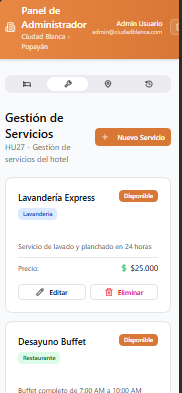 Panel de
Administrador
Ciudad Blanca -
Popayán
Admin Usuario
admin@ciudadblanca.com
Gestión de
Servicios
HU27 - Gestión de
servicios del hotel
+ Nuevo Servicio
Lavandería Express
Disponible
Lavandería
Servicio de lavado y planchado en 24 horas
Precio:
$ $25.000
Editar
Eliminar
Desayuno Buffet
Disponible
Restaurante
Buffet completo de 7:00 AM a 10:00 AM